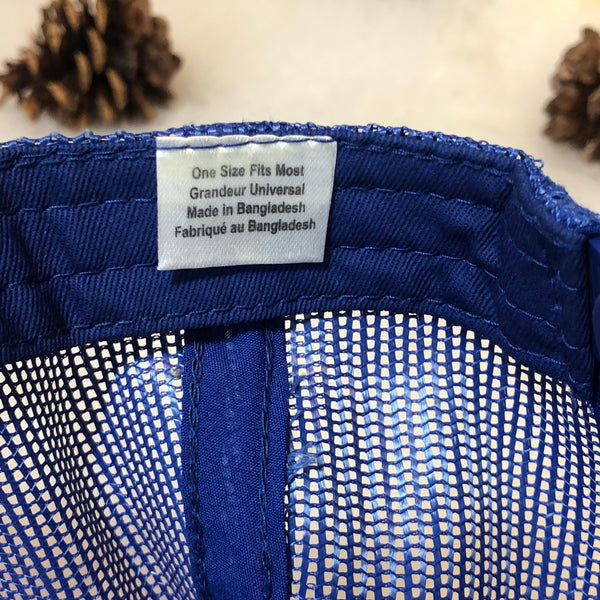 One Size Fits Most
Grandeur Universal
Made in Bangladesh
Fabriqué au Bangladesh